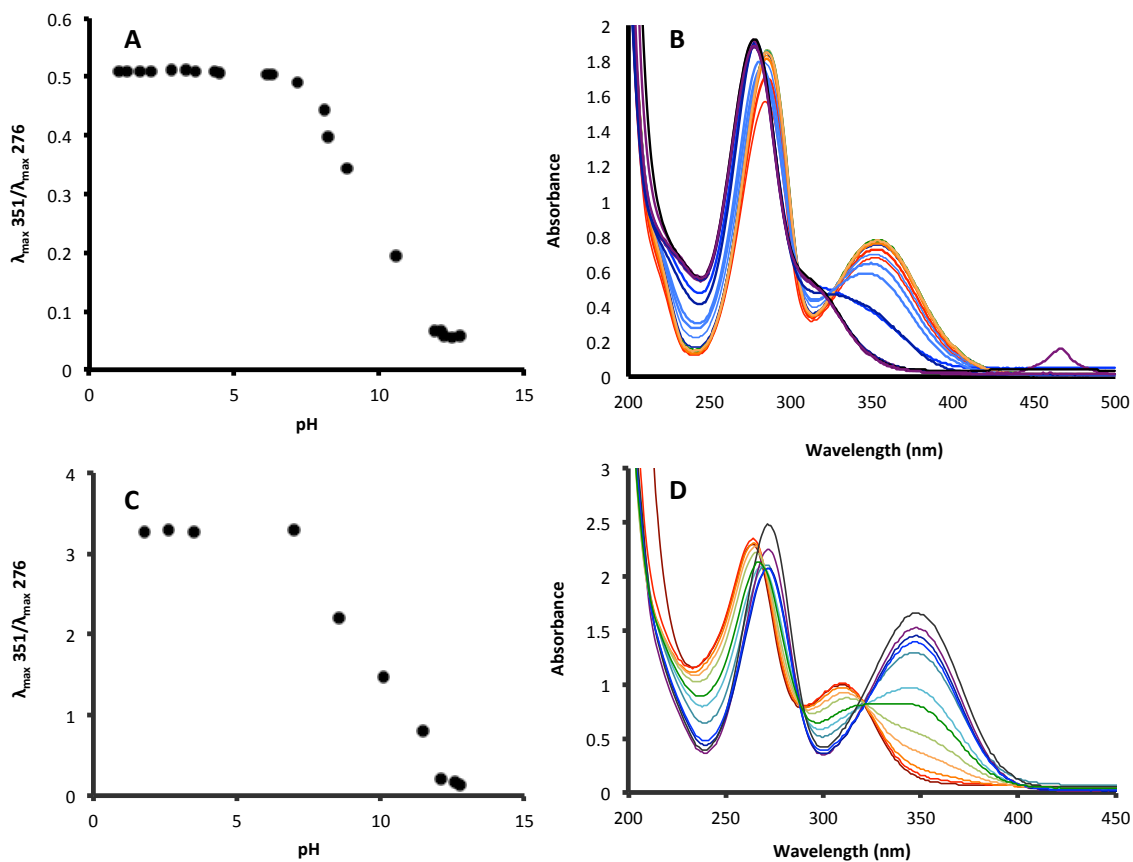 A
0.6
0.5
0.4
0.3
0.2
0.1
0
λmax 351/λmax 276
0 5 10 15
pH
B
2
1.8
1.6
1.4
1.2
1
0.8
0.6
0.4
0.2
0
Absorbance
200 250 300 350 400 450 500
Wavelength (nm)
C
4
3
2
1
0
λmax 351/λmax 276
0 5 10 15
pH
D
3
2.5
2
1.5
1
0.5
0
Absorbance
200 250 300 350 400 450
Wavelength (nm)